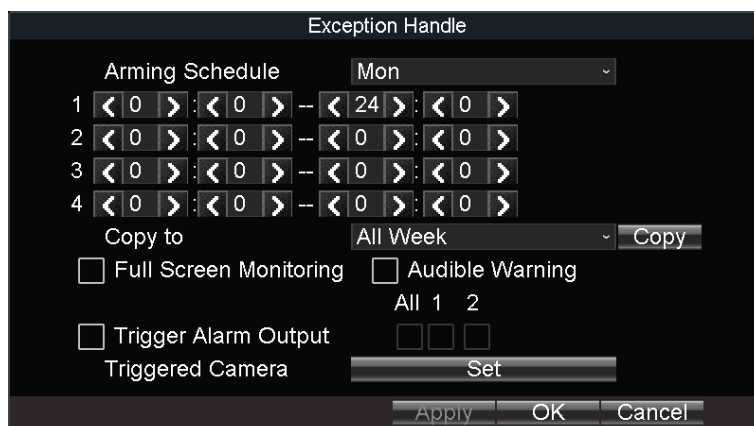 Exception Handle
Arming Schedule Mon
1 0 : 0 -- 24 : 0
2 0 : 0 -- 0 : 0
3 0 : 0 -- 0 : 0
4 0 : 0 -- 0 : 0
Copy to All Week Copy
Full Screen Monitoring Audible Warning
All 1 2
Trigger Alarm Output
Triggered Camera Set
Apply OK Cancel